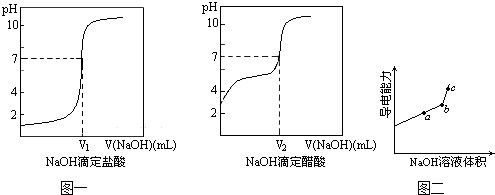 pH
10
7
4
2
V1 V(NaOH)(mL)
NaOH滴定盐酸
图一
pH
10
7
4
2
V2 V(NaOH)(mL)
NaOH滴定醋酸
导电能力
a
b
c
NaOH溶液体积
图二